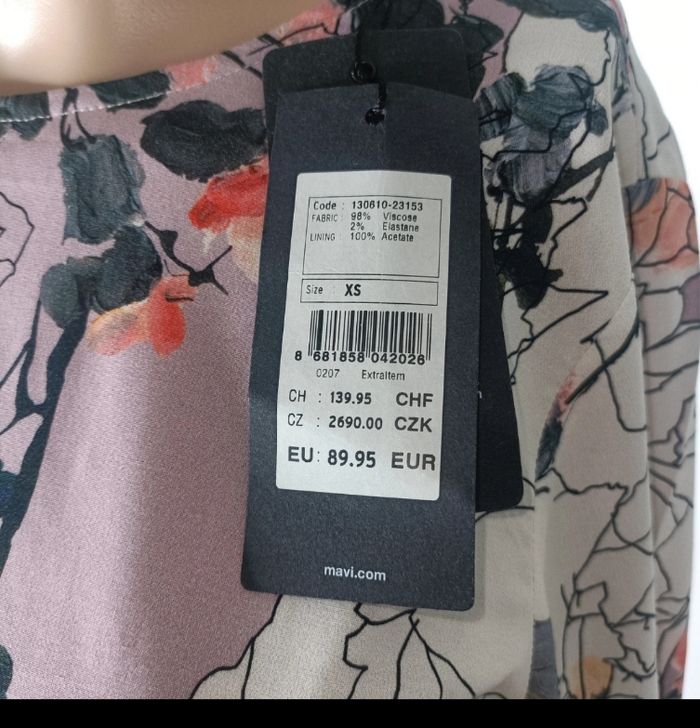 Code : 130610-23153
FABRIC : 98% Viscose
2% Elastane
LINING : 100% Acetate
Size : XS
8 681858 042026
0207 ExtraItem
CH : 139.95 CHF
CZ : 2690.00 CZK
EU: 89.95 EUR
mavi.com